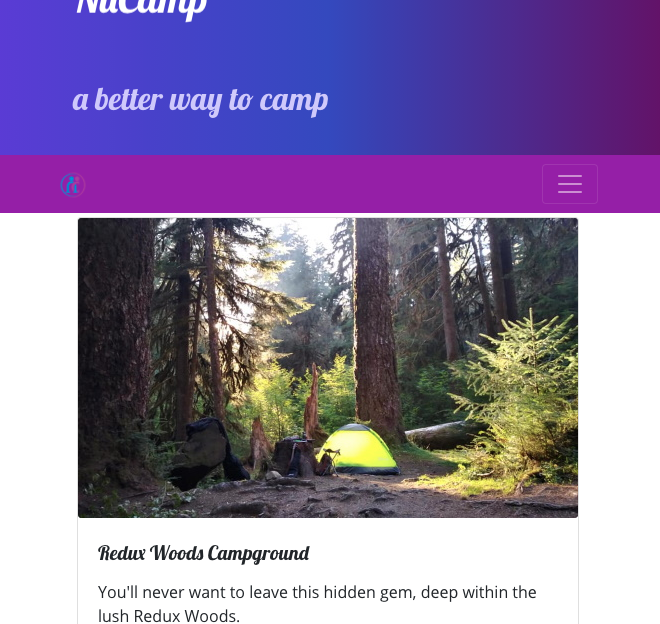 NuCamp
a better way to camp
Redux Woods Campground
You'll never want to leave this hidden gem, deep within the
lush Redux Woods.